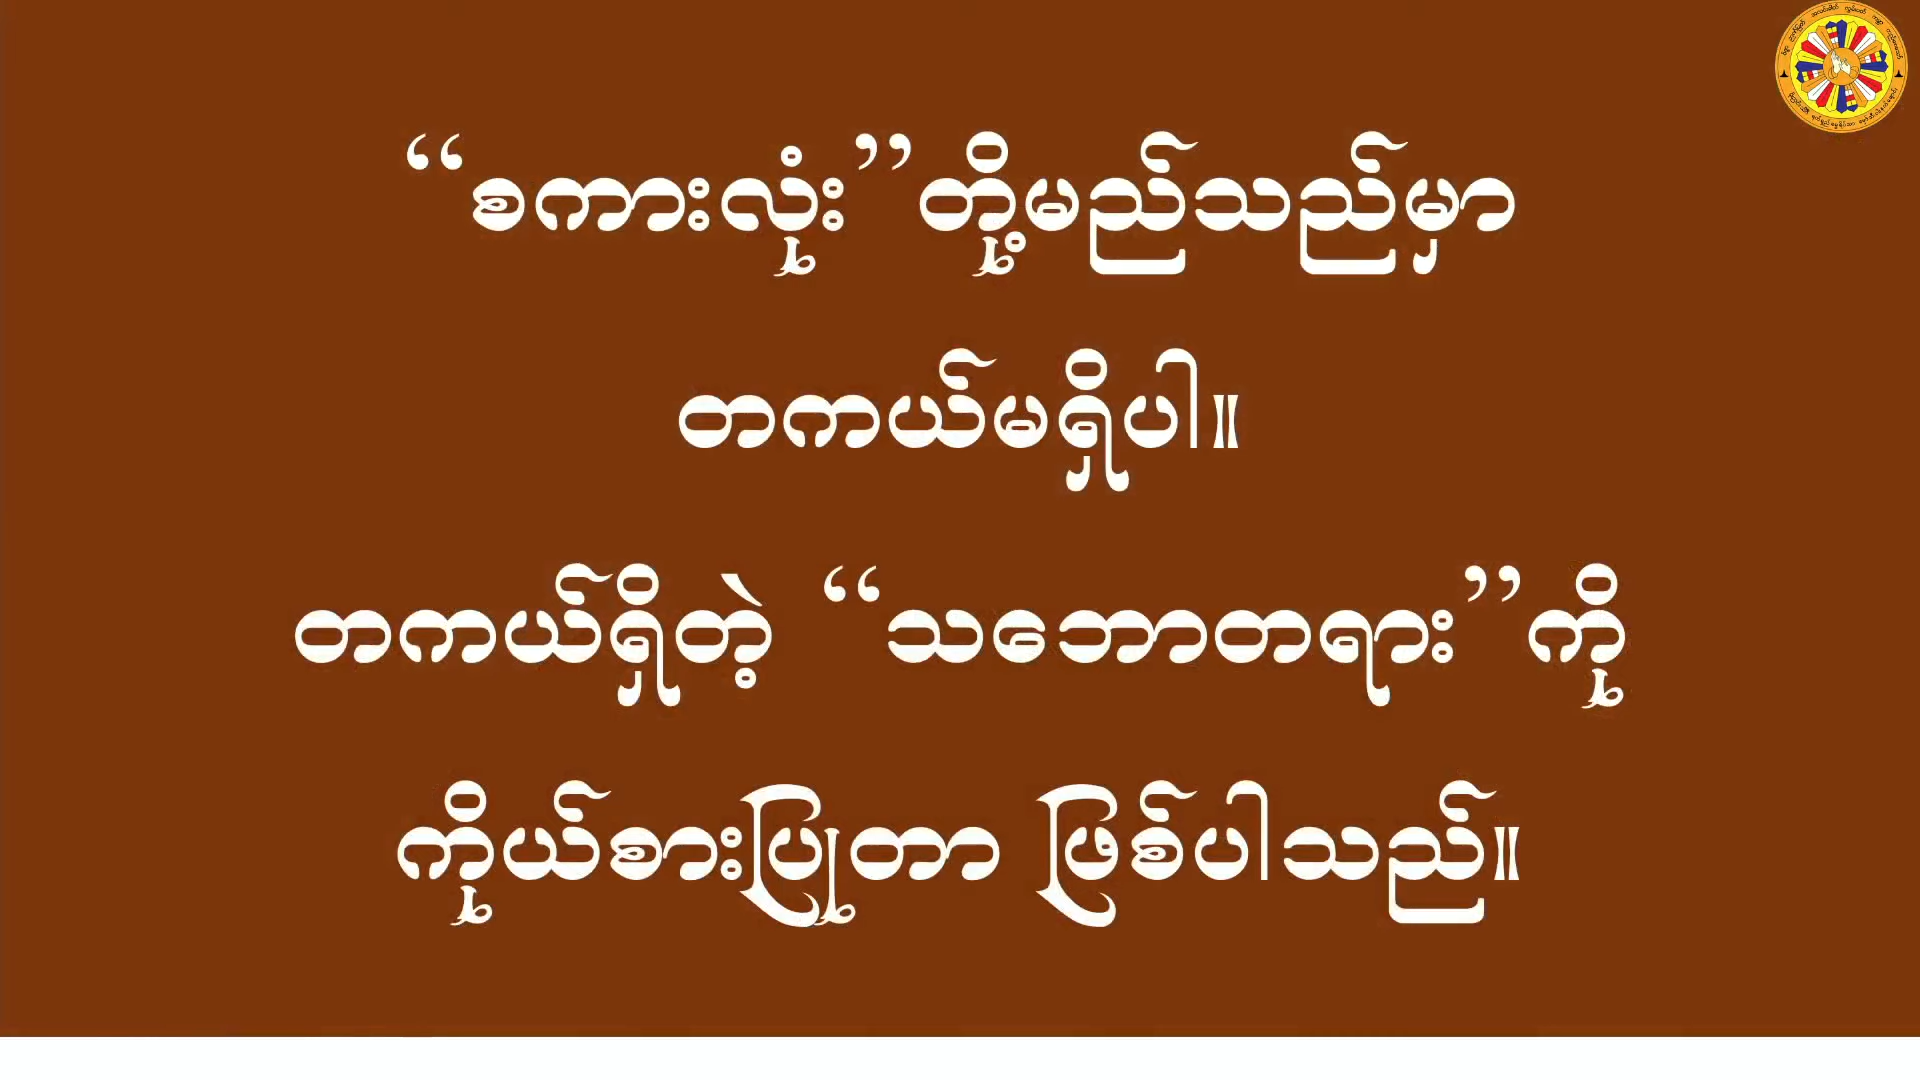 “စကားလုံး”တို့မည်သည်မှာ
တကယ်မရှိပါ။
တကယ်ရှိတဲ့ “သဘောတရား”ကို
ကိုယ်စားပြုတာ ဖြစ်ပါသည်။